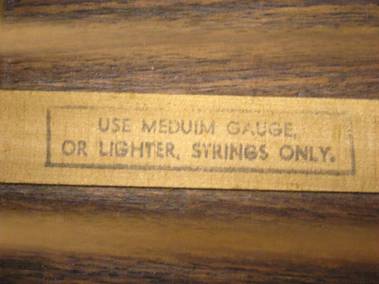 USE MEDUIM GAUGE,
OR LIGHTER, STRINGS ONLY.